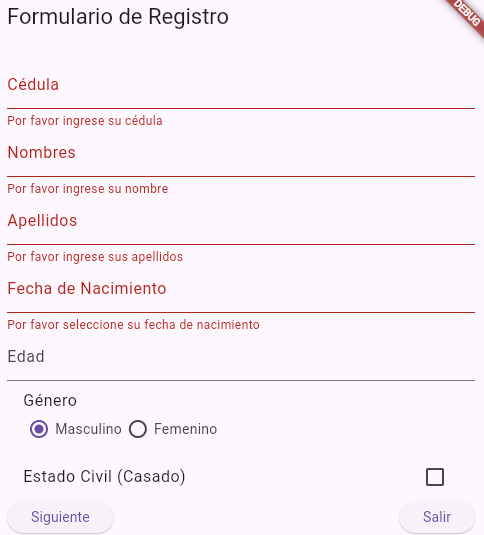 Formulario de Registro
DEBUG
Cédula
Por favor ingrese su cédula
Nombres
Por favor ingrese su nombre
Apellidos
Por favor ingrese sus apellidos
Fecha de Nacimiento
Por favor seleccione su fecha de nacimiento
Edad
Género
Masculino Femenino
Estado Civil (Casado)
Siguiente Salir